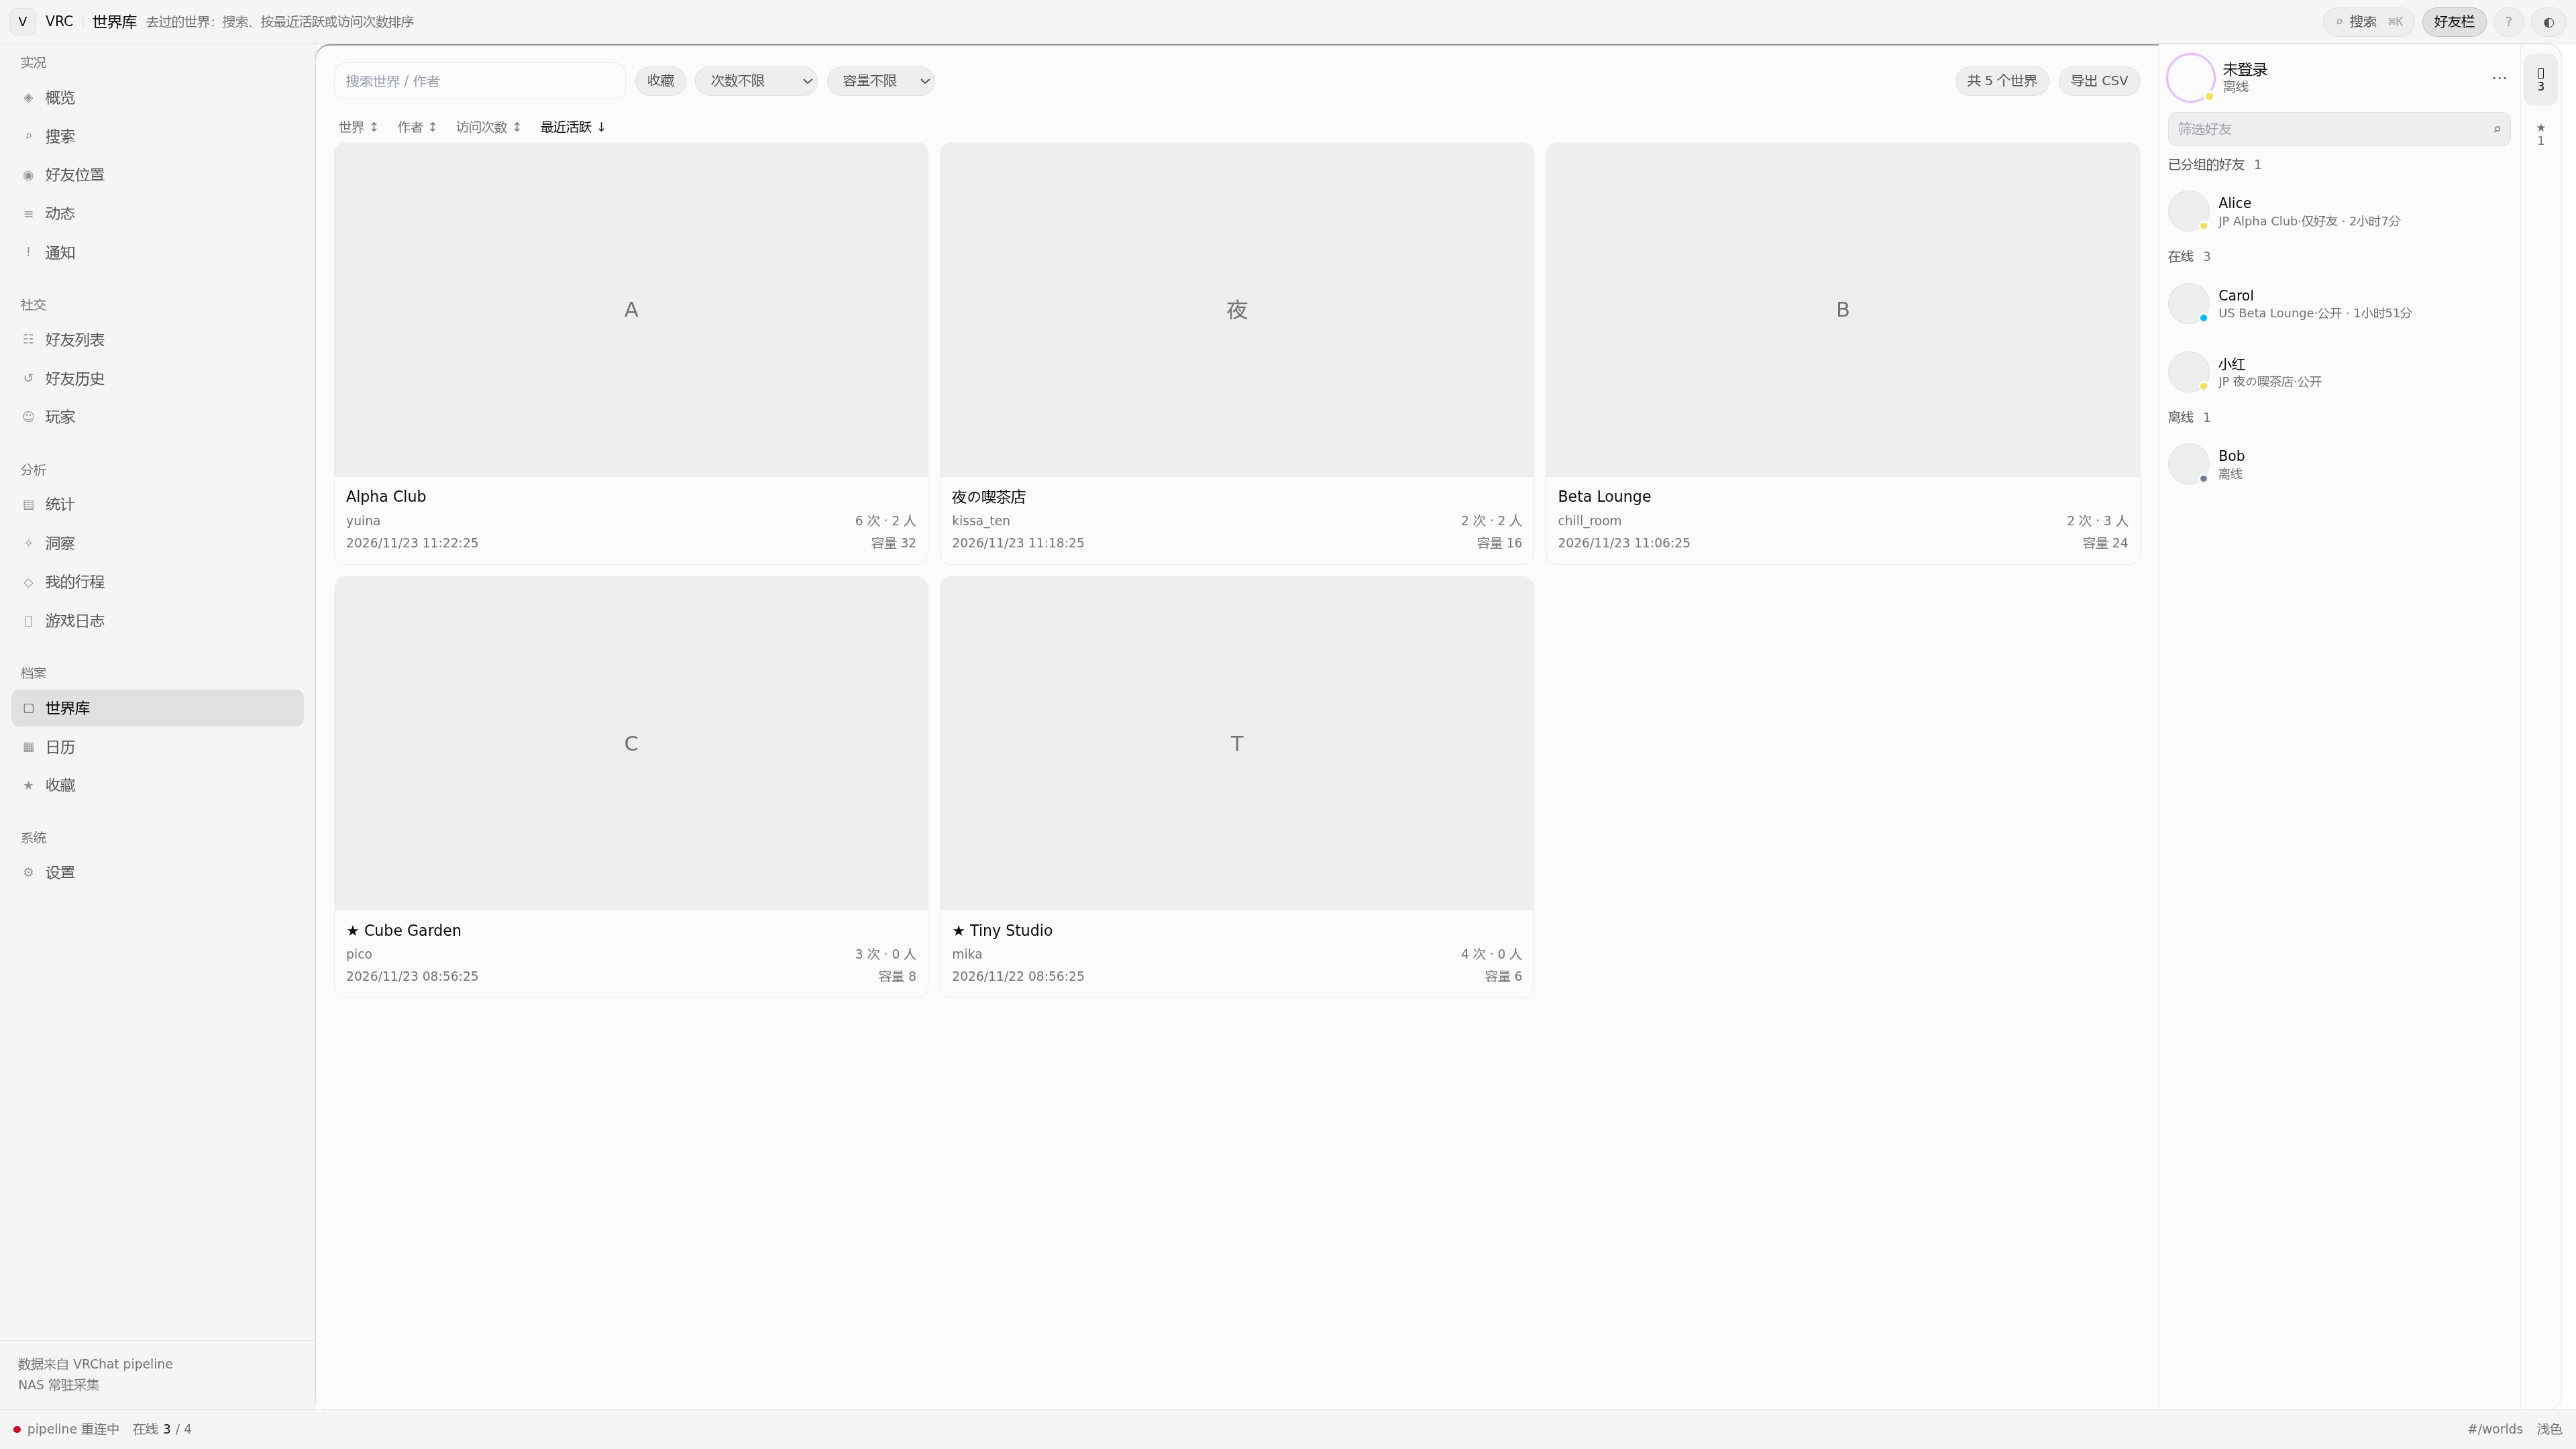 V VRC 世界库 去过的世界：搜索、按最近活跃或访问次数排序
搜索 ⌘K 好友栏 ?
实况
概览
搜索
好友位置
动态
通知
社交
好友列表
好友历史
玩家
分析
统计
洞察
我的行程
游戏日志
档案
世界库
日历
收藏
系统
设置
数据来自 VRChat pipeline
NAS 常驻采集
搜索世界 / 作者 收藏 次数不限 容量不限 共 5 个世界 导出 CSV
世界 ↕ 作者 ↕ 访问次数 ↕ 最近活跃 ↓
A
Alpha Club
yuina 6 次 · 2 人
2026/11/23 11:22:25 容量 32
夜
夜の喫茶店
kissa_ten 2 次 · 2 人
2026/11/23 11:18:25 容量 16
B
Beta Lounge
chill_room 2 次 · 3 人
2026/11/23 11:06:25 容量 24
C
★ Cube Garden
pico 3 次 · 0 人
2026/11/23 08:56:25 容量 8
T
★ Tiny Studio
mika 4 次 · 0 人
2026/11/22 08:56:25 容量 6
未登录
离线
…
筛选好友
已分组的好友 1
Alice
JP Alpha Club·仅好友 · 2小时7分
在线 3
Carol
US Beta Lounge·公开 · 1小时51分
小红
JP 夜の喫茶店·公开
离线 1
Bob
离线
3
★
1
pipeline 重连中 在线 3 / 4
#/worlds 浅色